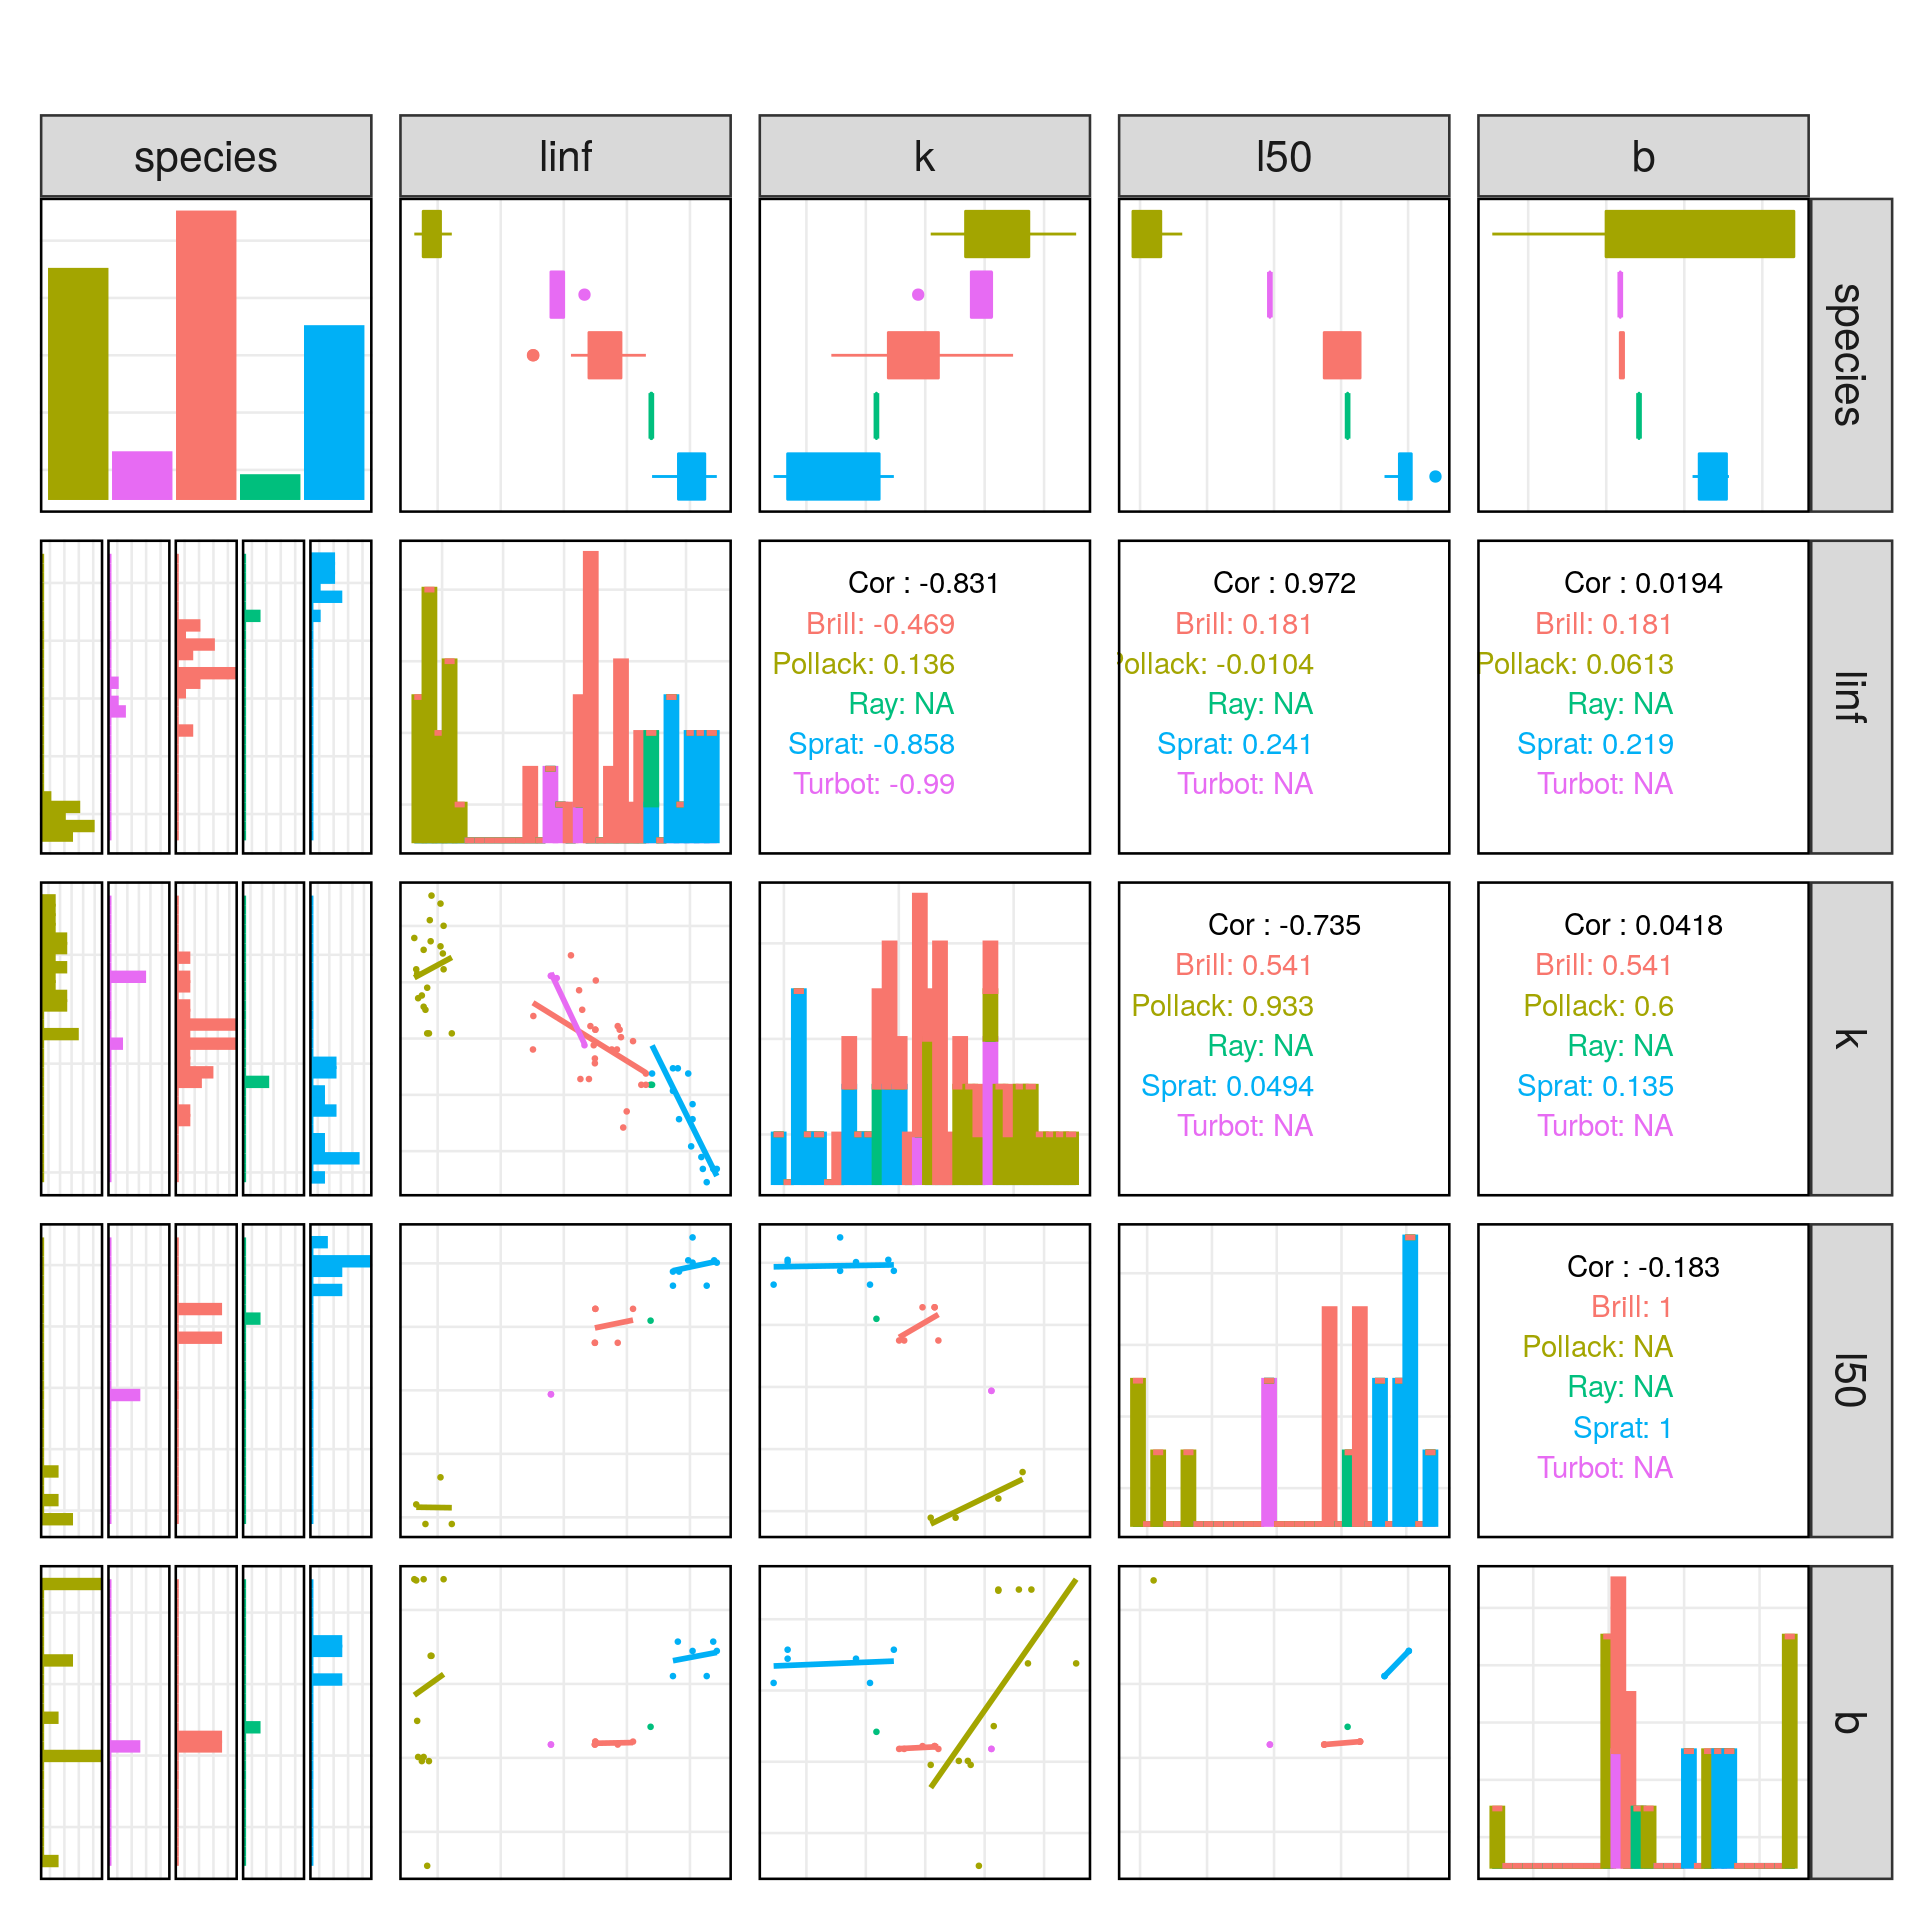 species
linf
k
l50
b
species
Cor : -0.831
Brill: -0.469
Pollack: 0.136
Ray: NA
Sprat: -0.858
Turbot: -0.99
Cor : 0.972
Brill: 0.181
ollack: -0.0104
Ray: NA
Sprat: 0.241
Turbot: NA
Cor : 0.0194
Brill: 0.181
Pollack: 0.0613
Ray: NA
Sprat: 0.219
Turbot: NA
linf
Cor : -0.735
Brill: 0.541
Pollack: 0.933
Ray: NA
Sprat: 0.0494
Turbot: NA
Cor : 0.0418
Brill: 0.541
Pollack: 0.6
Ray: NA
Sprat: 0.135
Turbot: NA
k
Cor : -0.183
Brill: 1
Pollack: NA
Ray: NA
Sprat: 1
Turbot: NA
l50
b